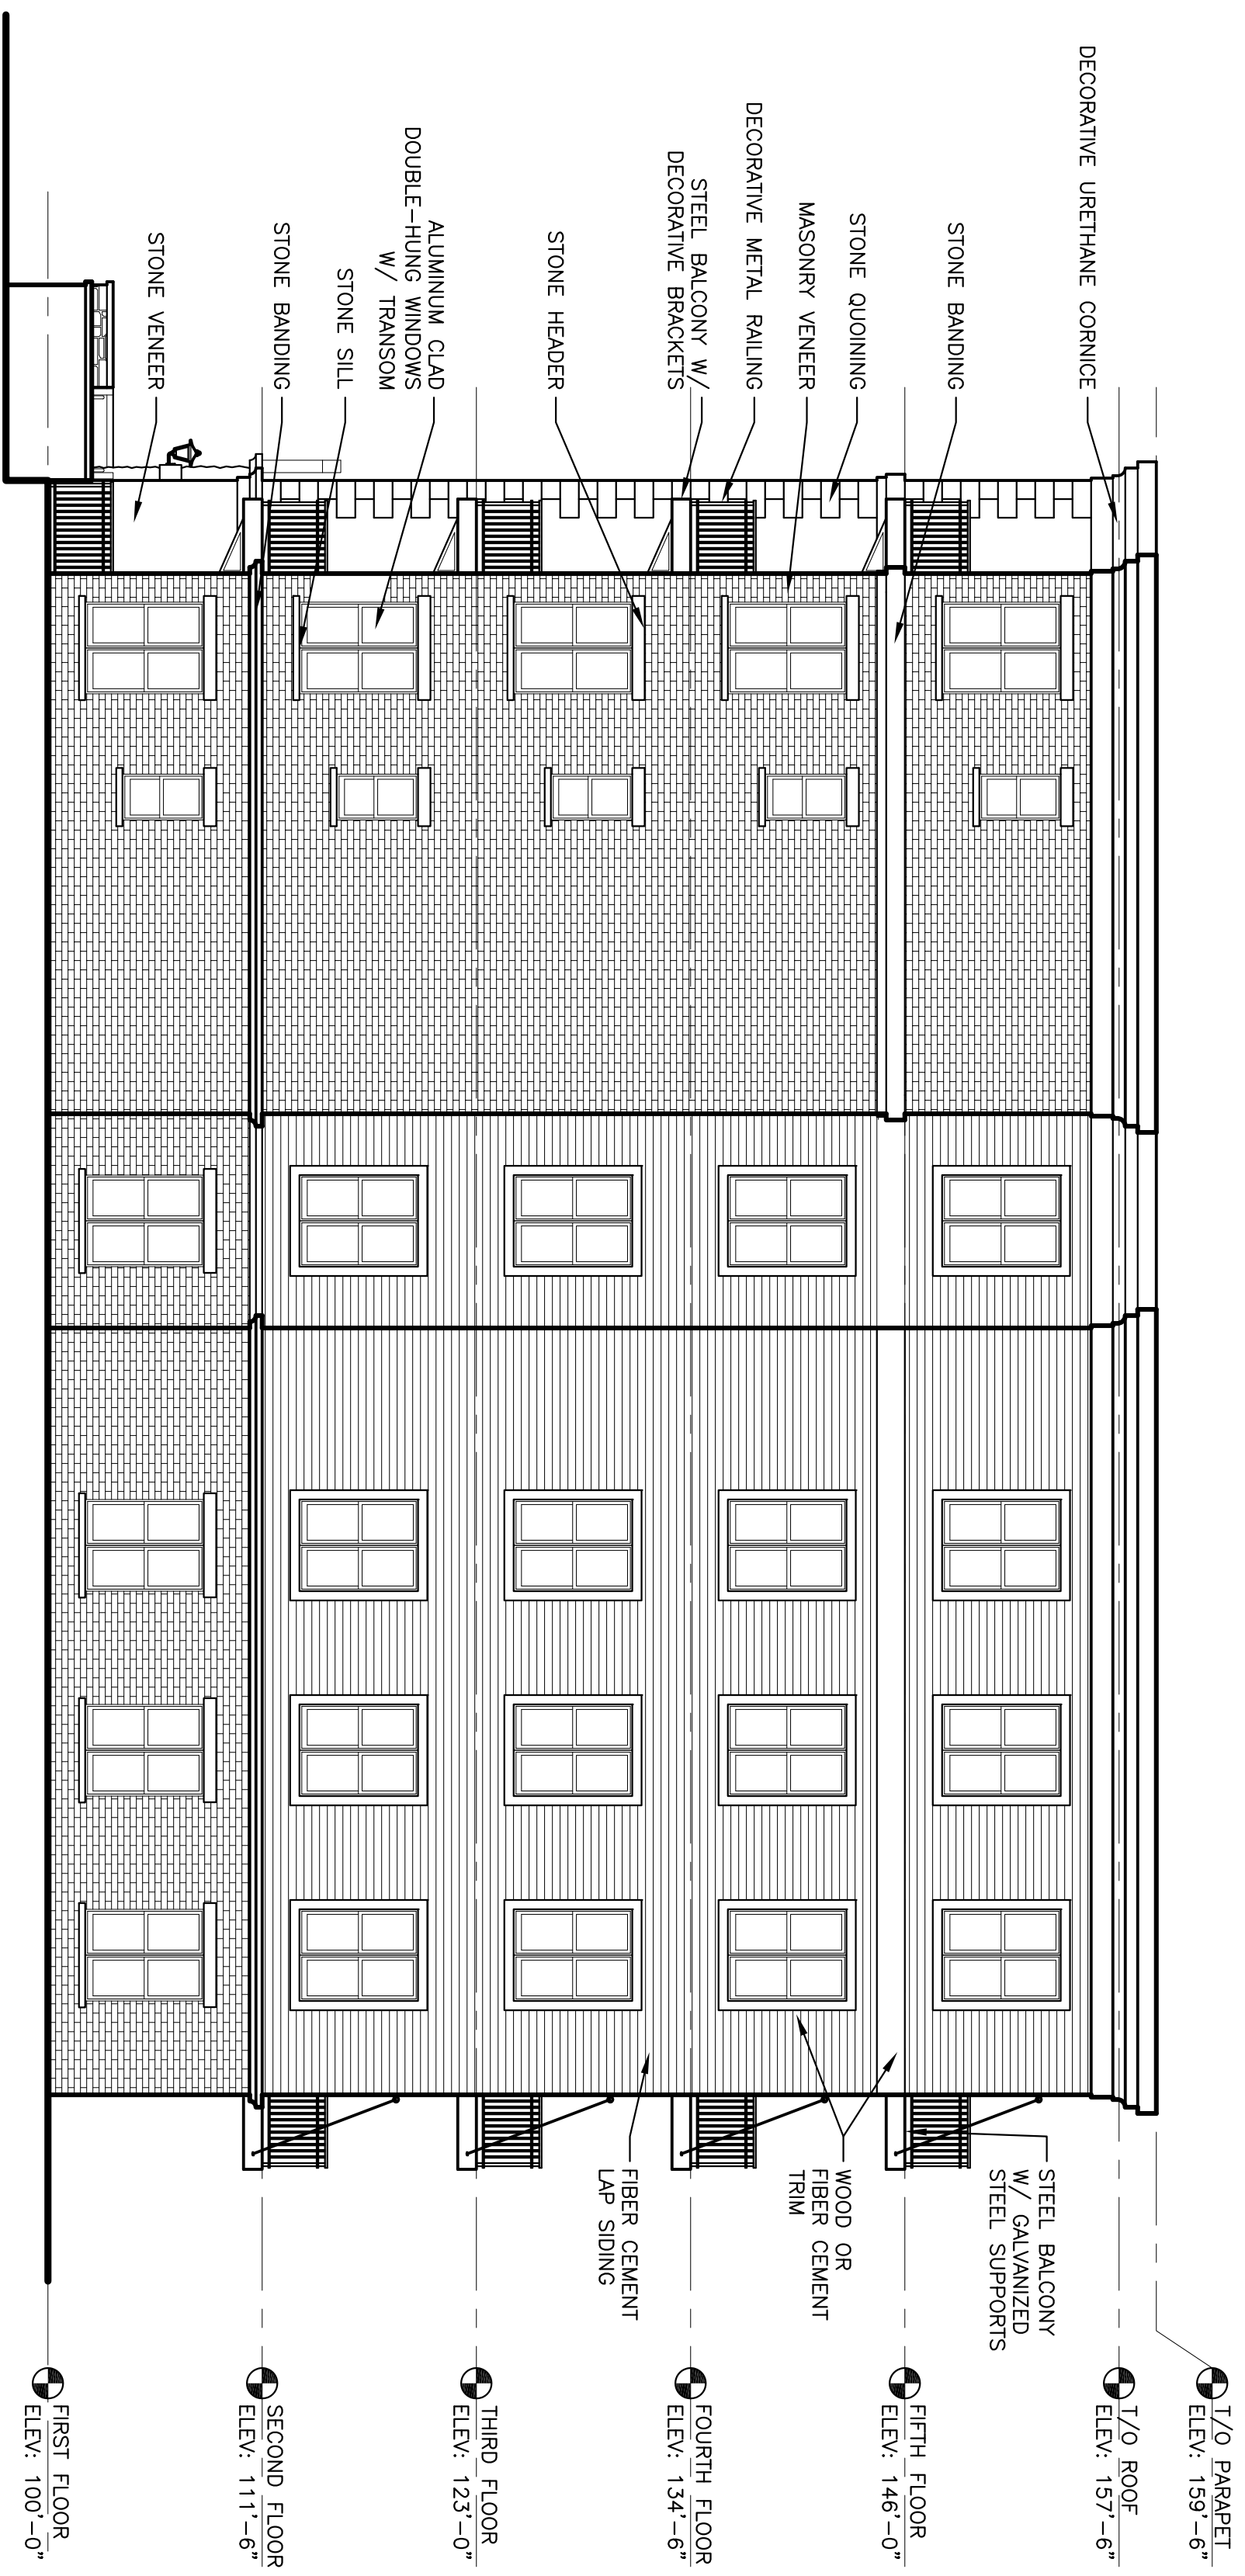 DECORATIVE URETHANE CORNICE
STONE BANDING
STONE QUOINING
MASONRY VENEER
DECORATIVE METAL RAILING
STEEL BALCONY W/
DECORATIVE BRACKETS
STONE HEADER
ALUMINUM CLAD
DOUBLE-HUNG WINDOWS
W/ TRANSOM
STONE SILL
STONE BANDING
STONE VENEER
STEEL BALCONY
W/ GALVANIZED
STEEL SUPPORTS
WOOD OR
FIBER CEMENT
TRIM
FIBER CEMENT
LAP SIDING
T/O PARAPET
ELEV: 159'-6"
T/O ROOF
ELEV: 157'-6"
FIFTH FLOOR
ELEV: 146'-0"
FOURTH FLOOR
ELEV: 134'-6"
THIRD FLOOR
ELEV: 123'-0"
SECOND FLOOR
ELEV: 111'-6"
FIRST FLOOR
ELEV: 100'-0"